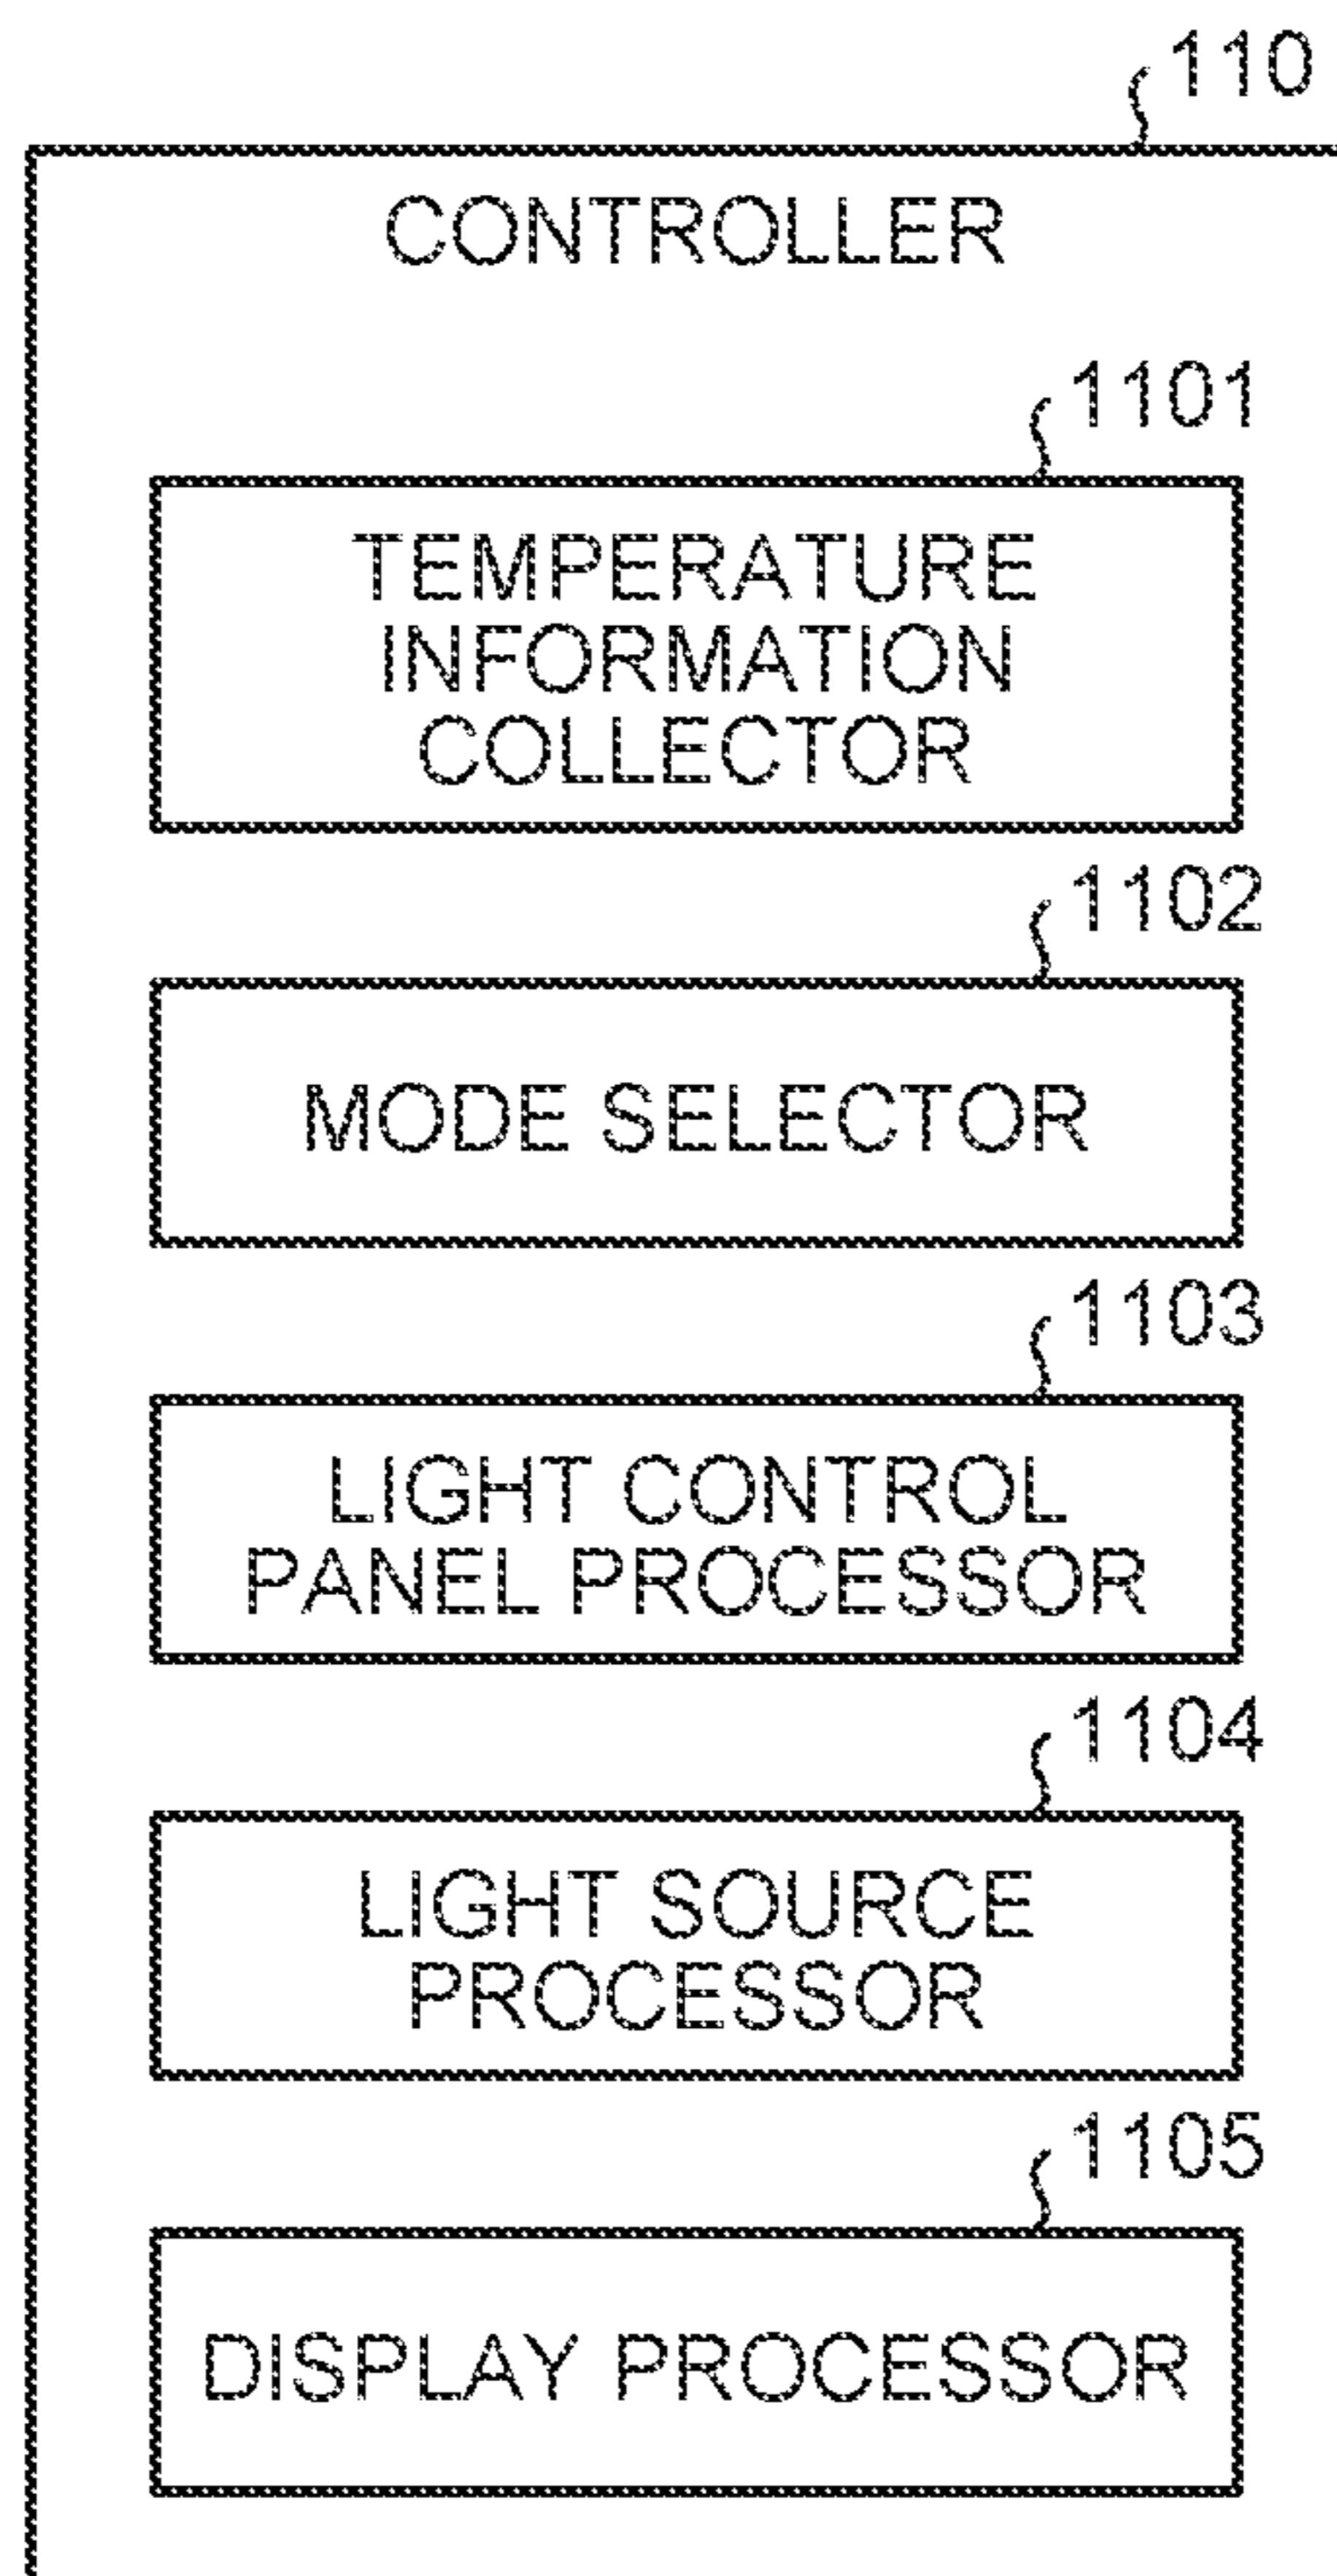 110
CONTROLLER
1101
TEMPERATURE
INFORMATION
COLLECTOR
1102
MODE SELECTOR
1103
LIGHT CONTROL
PANEL PROCESSOR
1104
LIGHT SOURCE
PROCESSOR
1105
DISPLAY PROCESSOR